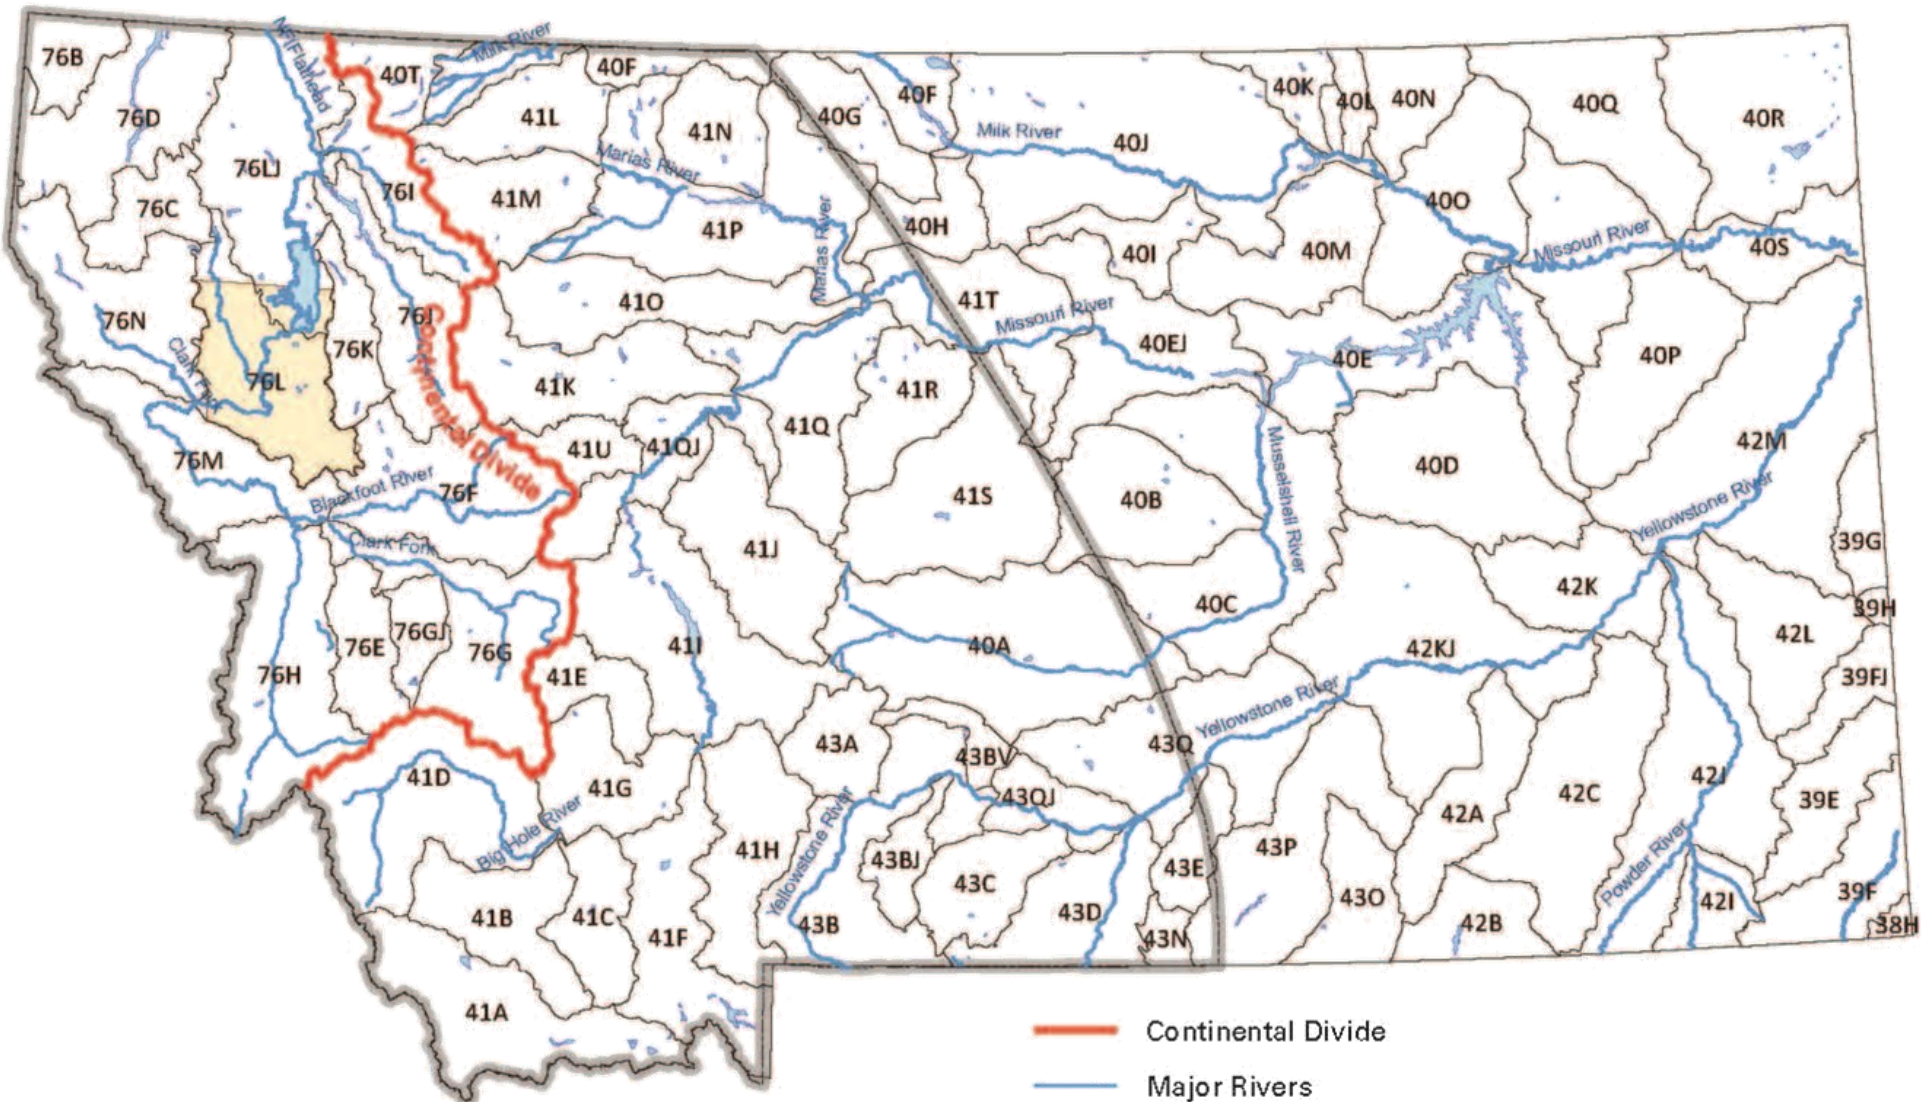 76B
76D
N F Flathead
40T
Milk River
40F
41L
41N
40G
40F
Milk River
40J
40K
40L
40N
40Q
40R
76LJ
76I
76C
41M
Marias River
41P
Marias River
40H
40I
40M
40O
Missouri River
40S
76N
Clark Fork
76L
76K
76J
Continental Divide
41O
41K
41T
Missouri River
40EJ
40E
40P
41R
41Q
41QJ
41U
76M
Blackfoot River
76F
Clark Fork
41S
40B
Musselshell River
40D
42M
Yellowstone River
39G
41J
76H
76E
76GJ
76G
41E
41I
40A
40C
42KJ
42K
42L
39H
39FJ
41D
Big Hole River
41G
43A
43BV
43QJ
43Q
Yellowstone River
42A
42C
42J
39E
41H
Yellowstone River
43BJ
43C
43E
43P
43O
Powder River
41B
41C
41F
43B
43D
43N
42B
42I
39F
38H
41A
Continental Divide
Major Rivers